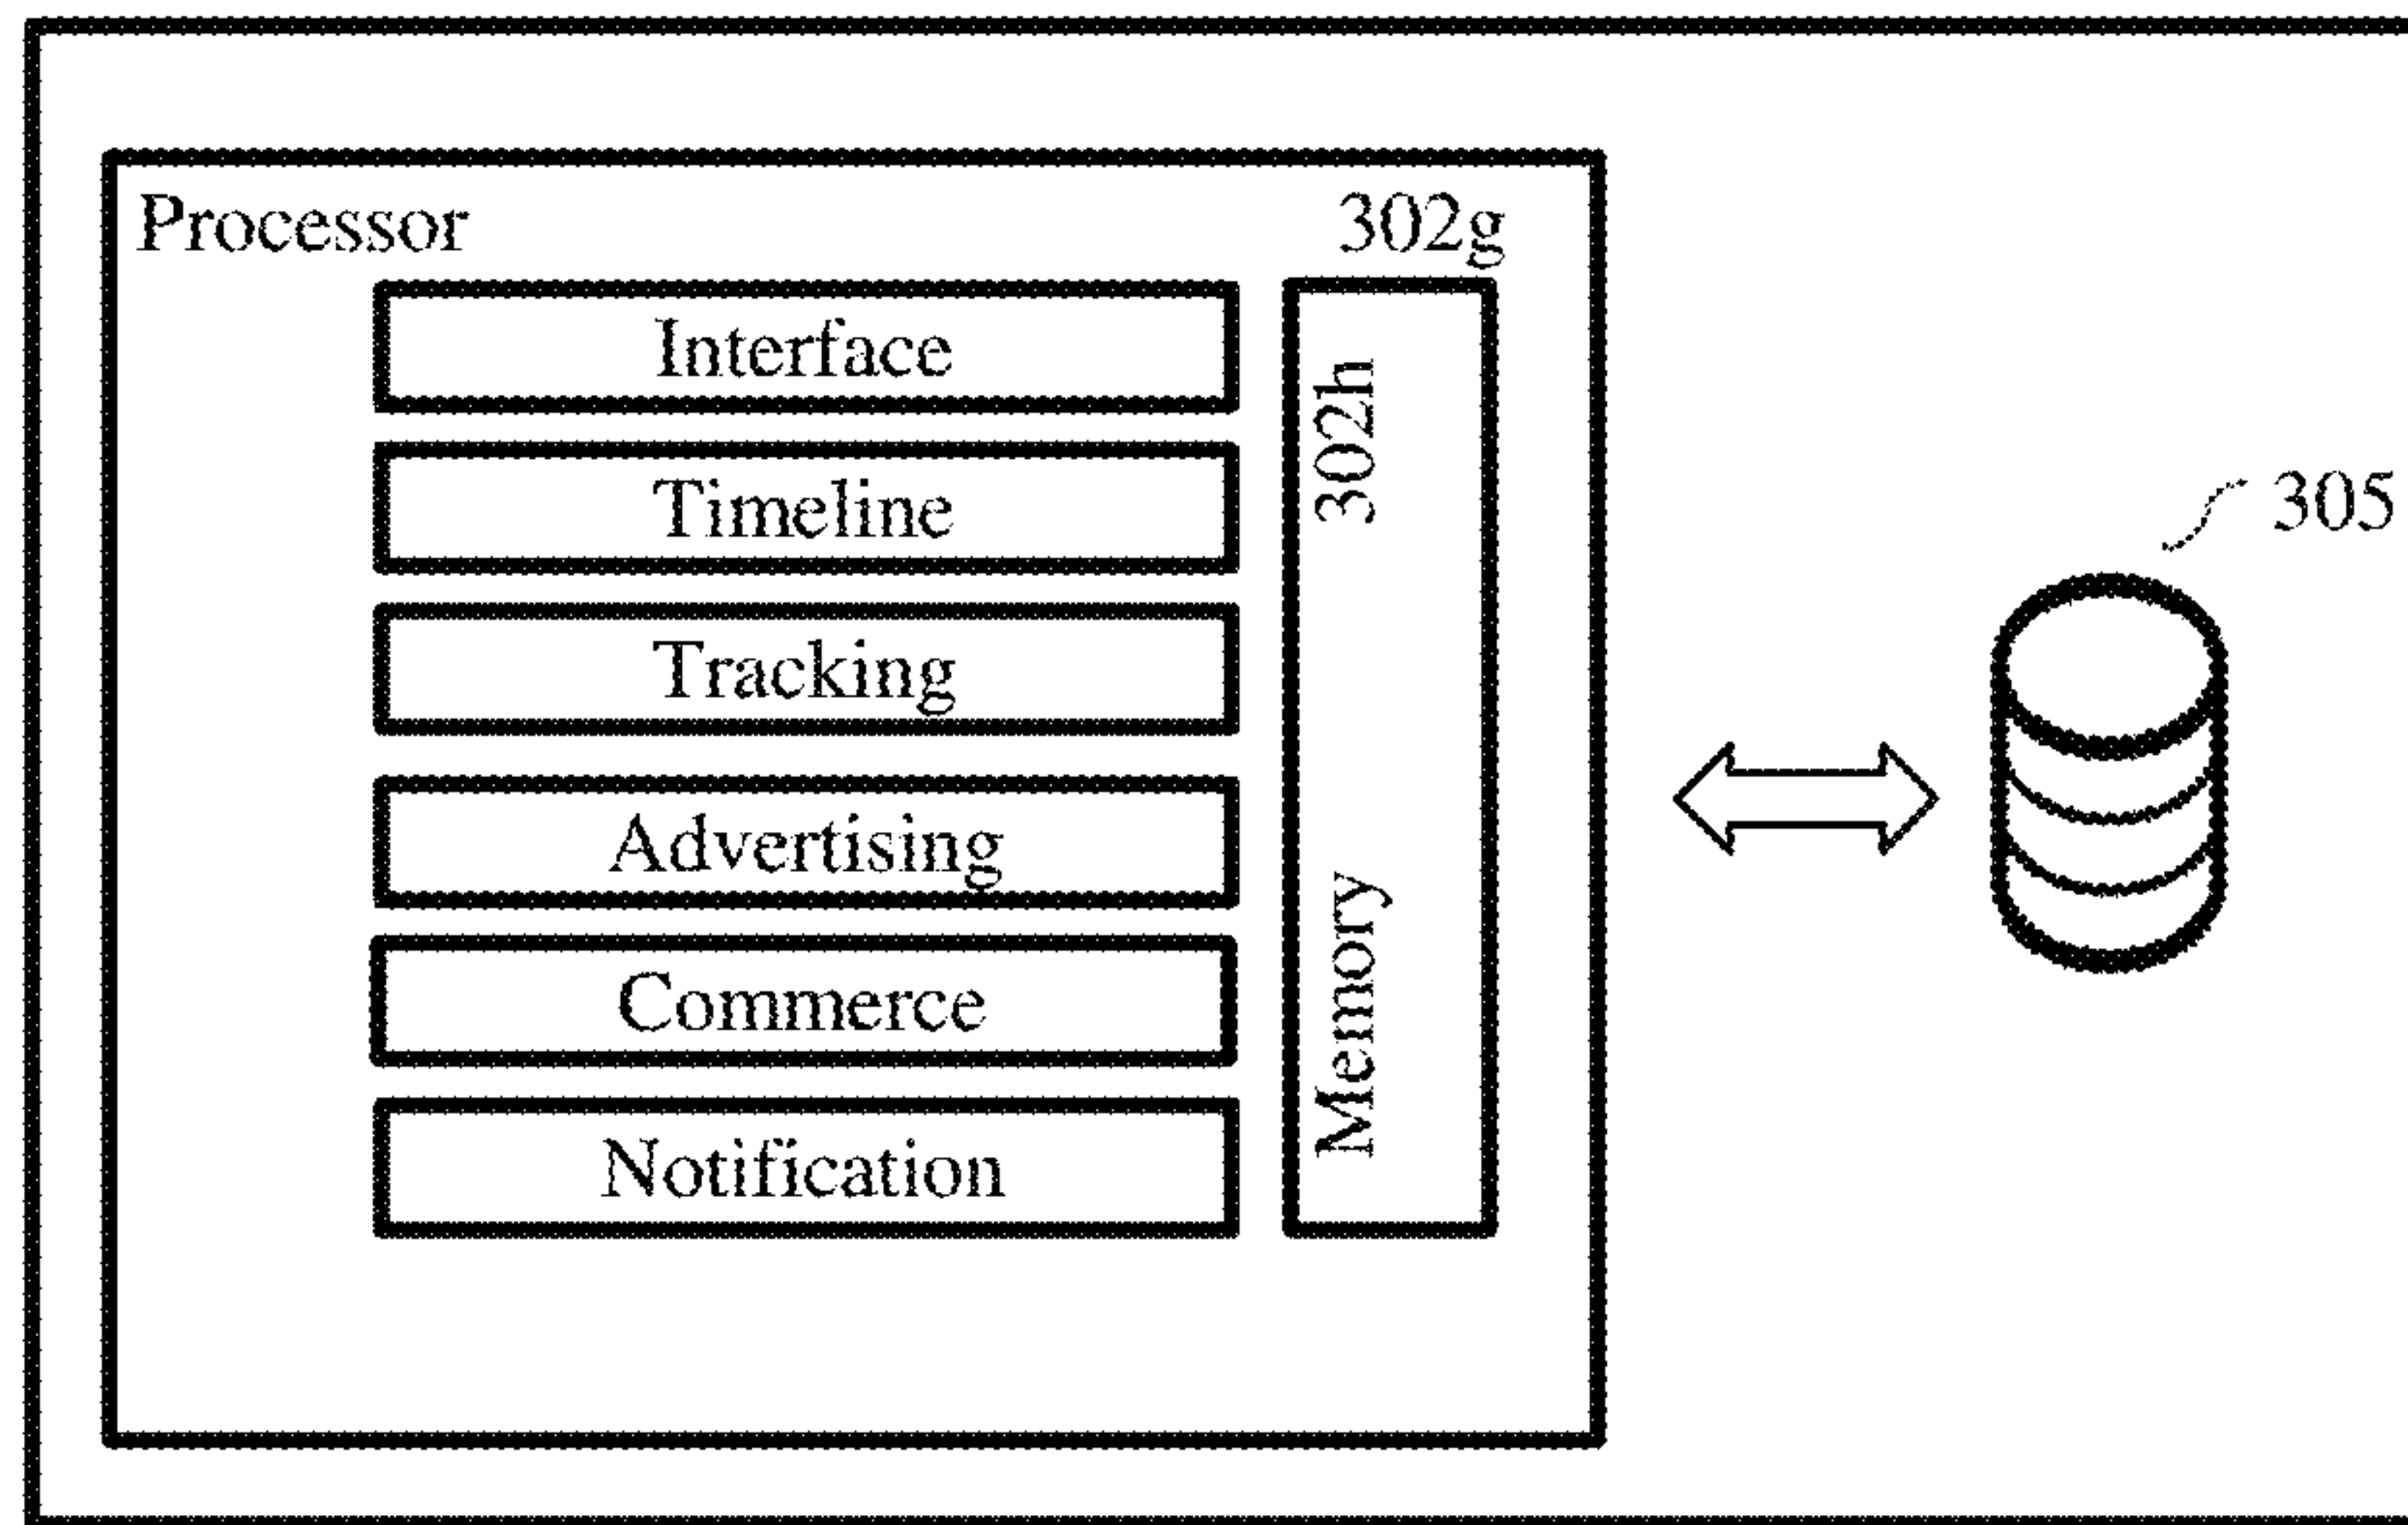 Processor 302g
Interface
Timeline
Tracking
Advertising
Commerce
Notification
Memory 302h
305